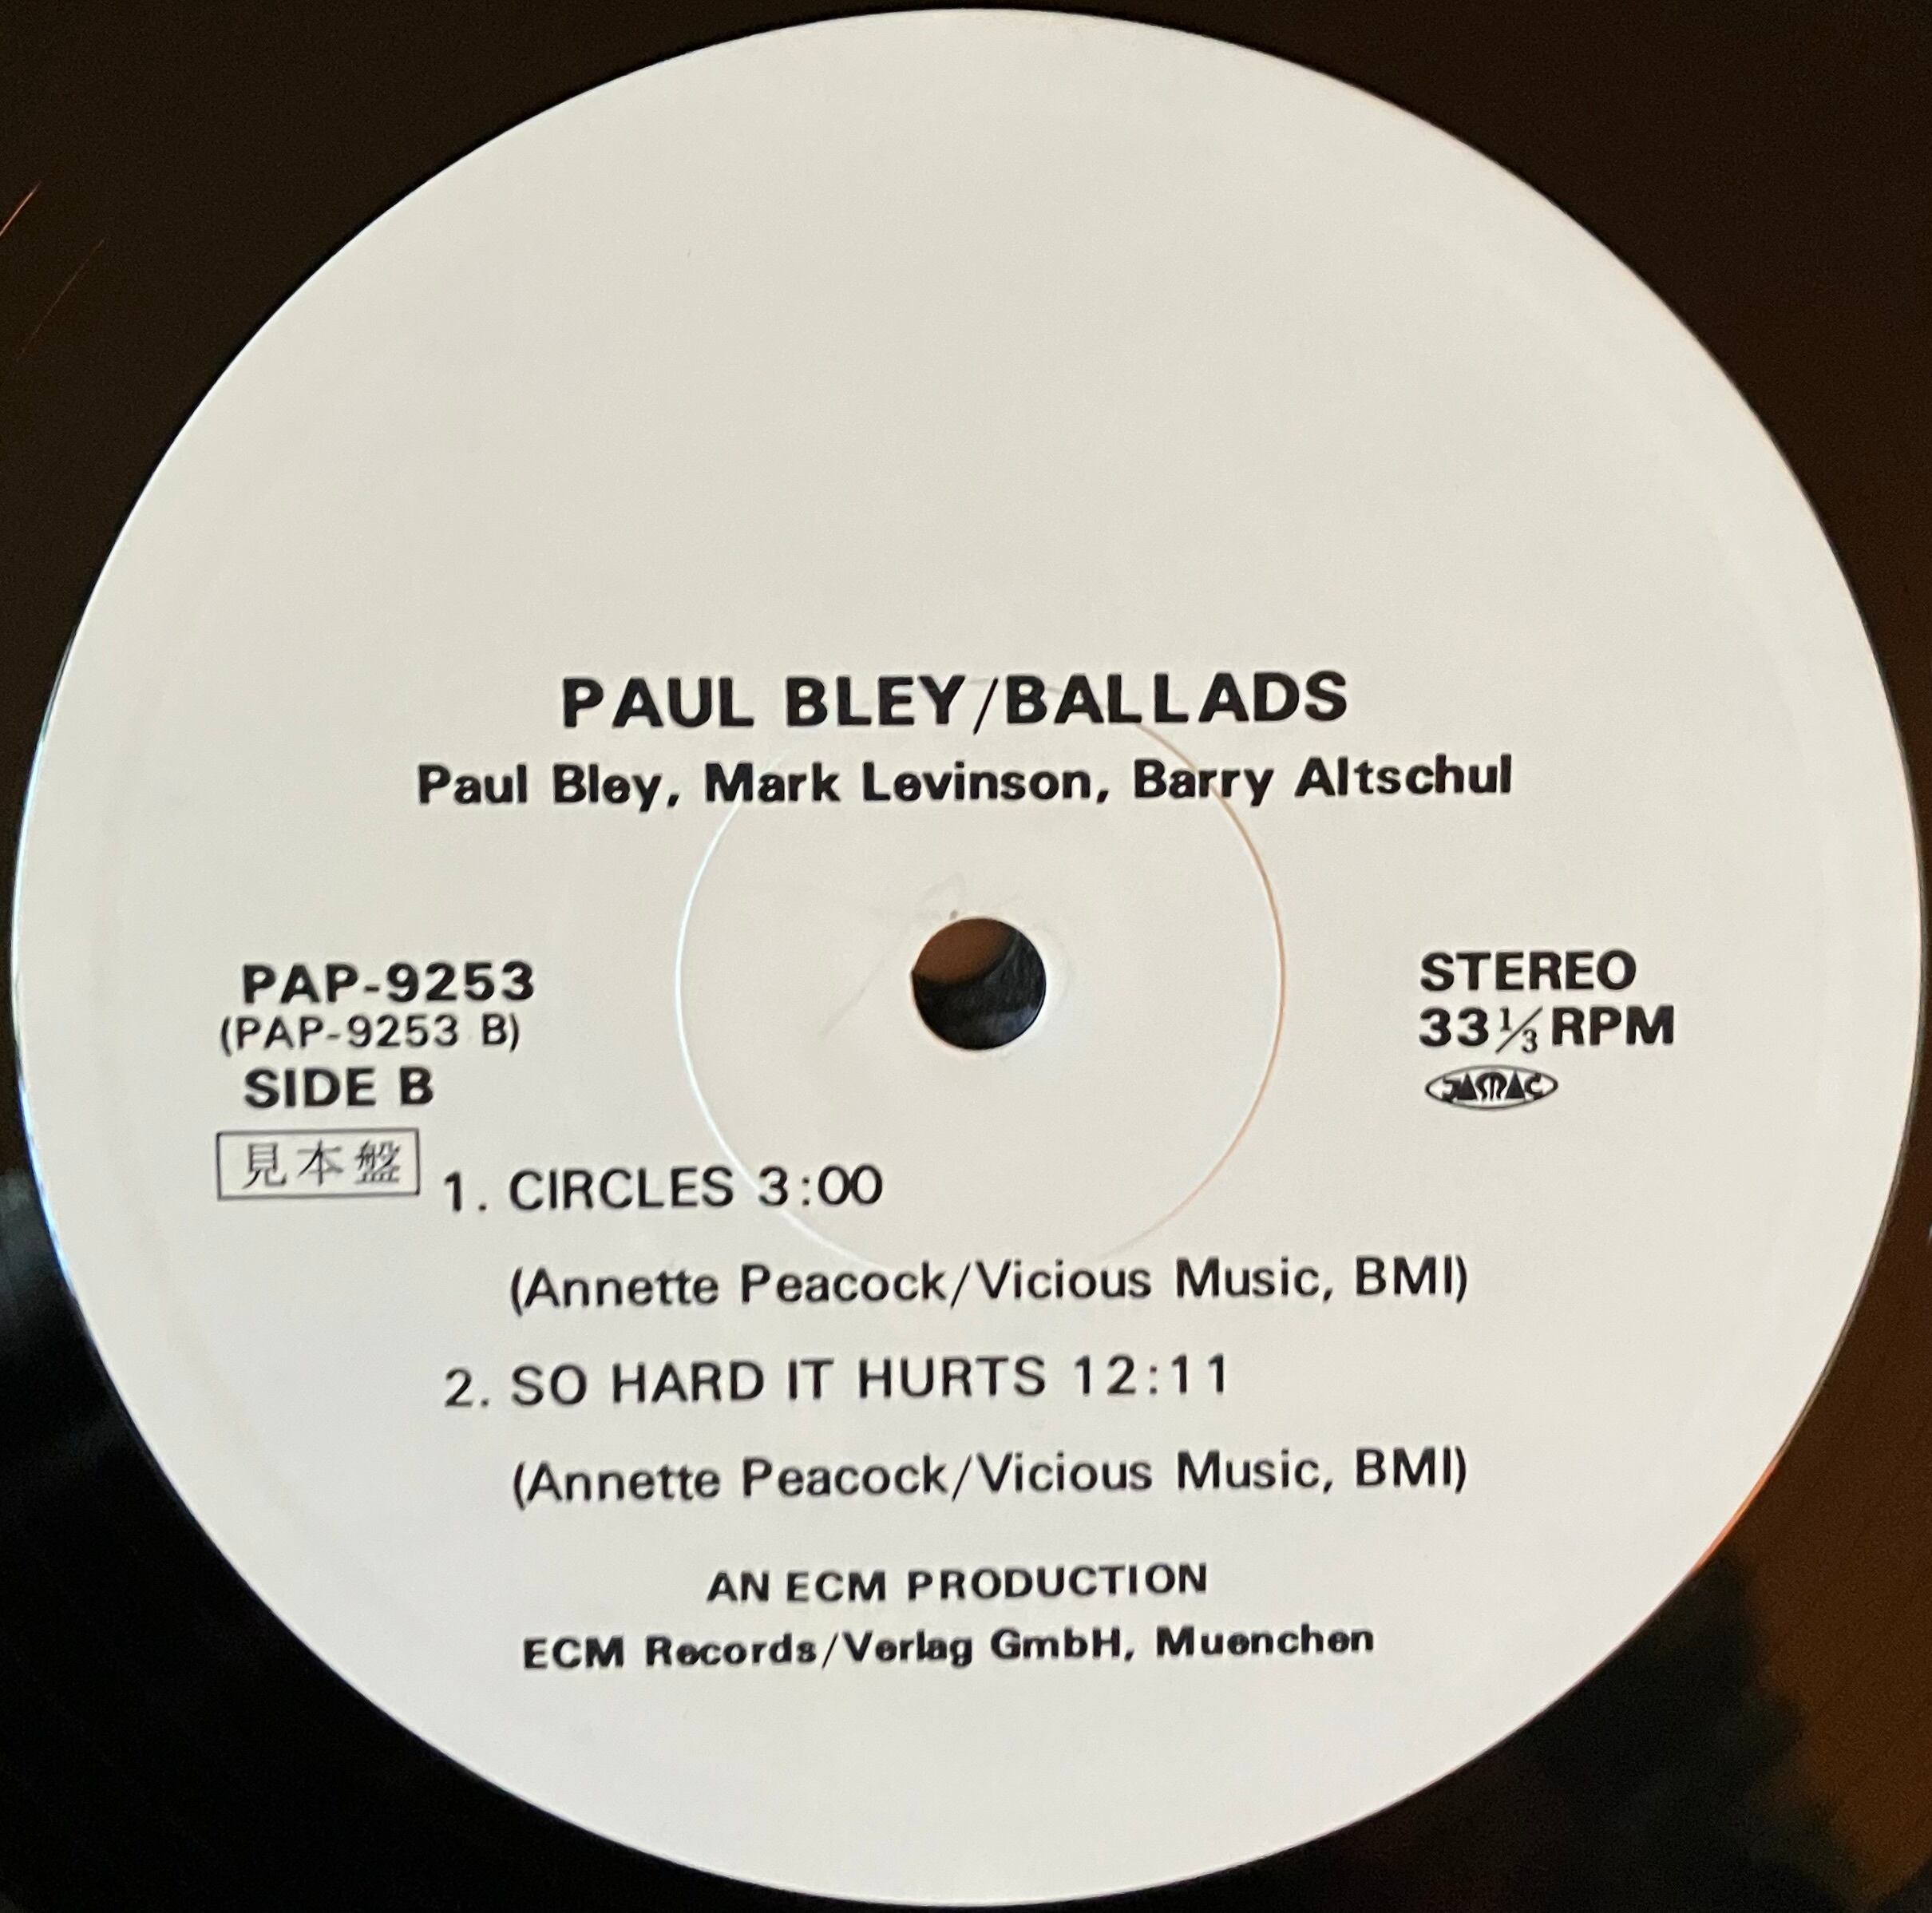 PAUL BLEY/BALLADS
Paul Bley, Mark Levinson, Barry Altschul
PAP-9253
(PAP-9253 B)
SIDE B
見本盤
STEREO
33 1/3 RPM
JASRAC
1. CIRCLES 3:00
(Annette Peacock/Vicious Music, BMI)
2. SO HARD IT HURTS 12:11
(Annette Peacock/Vicious Music, BMI)
AN ECM PRODUCTION
ECM Records/Verlag GmbH, Muenchen